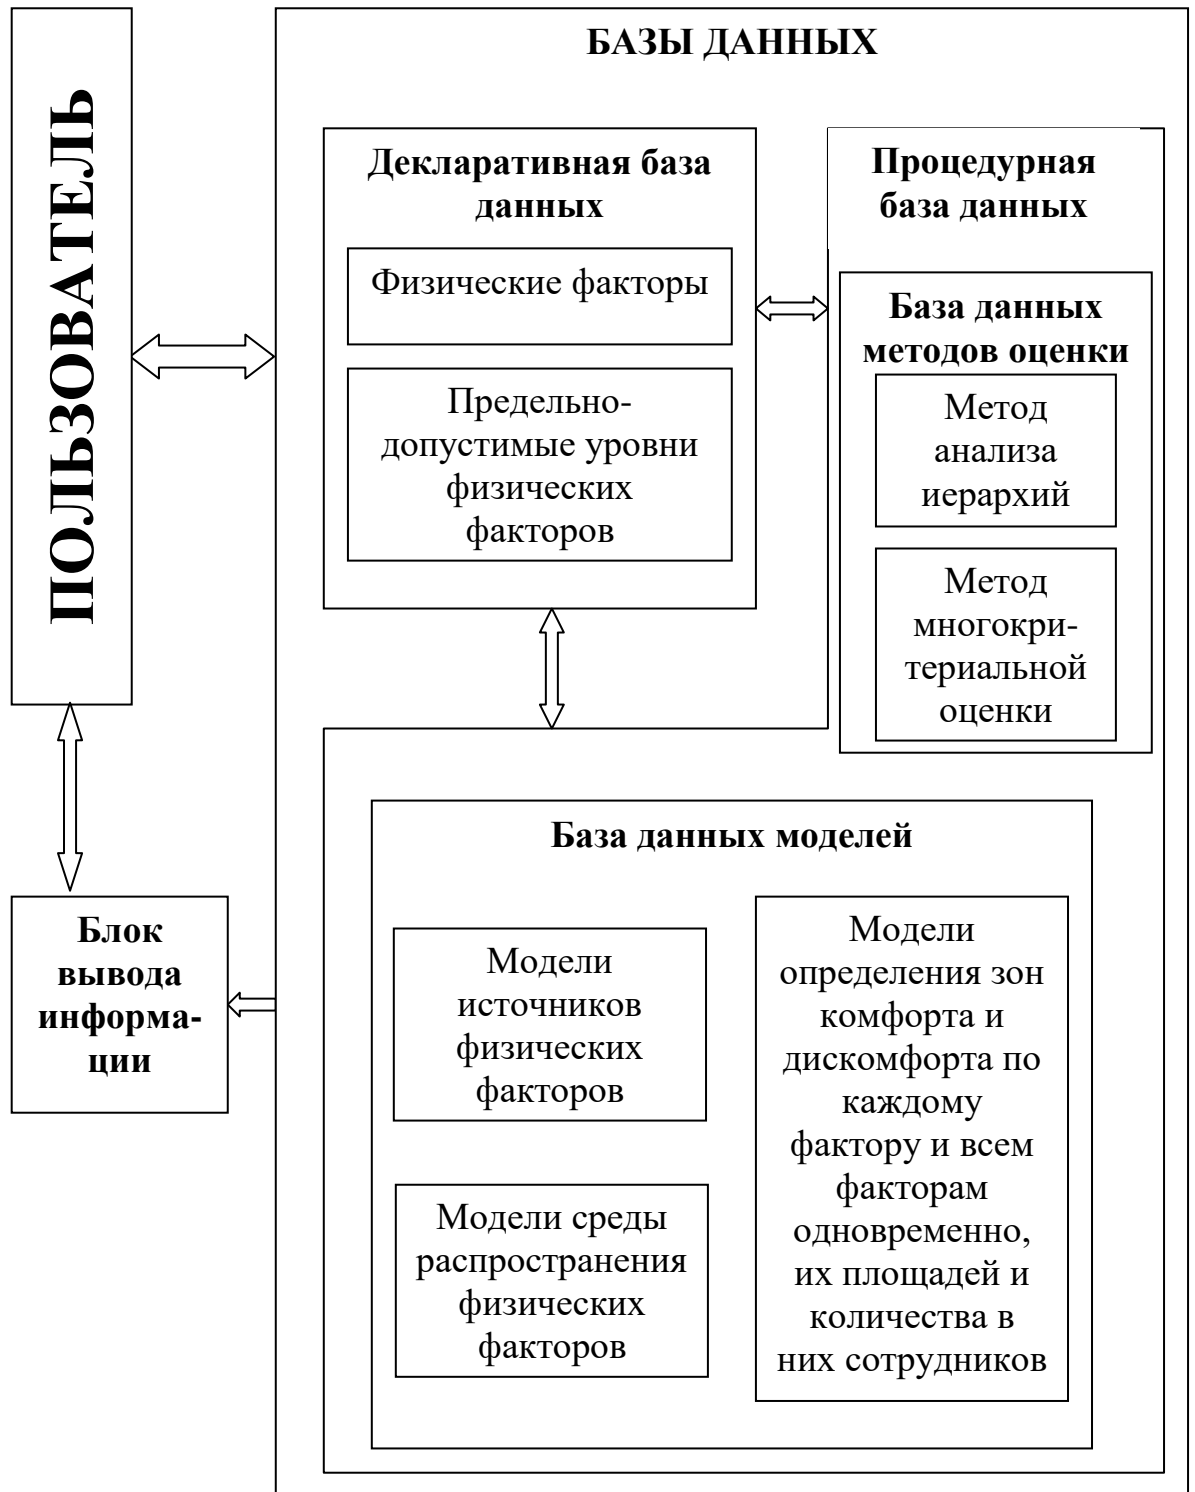 ПОЛЬЗОВАТЕЛЬ
БАЗЫ ДАННЫХ
Декларативная база
данных
Физические факторы
Предельно-
допустимые уровни
физических
факторов
Процедурная
база данных
База данных
методов оценки
Метод
анализа
иерархий
Метод
многокри-
териальной
оценки
База данных моделей
Модели
источников
физических
факторов
Модели среды
распространения
физических
факторов
Модели
определения зон
комфорта и
дискомфорта по
каждому
фактору и всем
факторам
одновременно,
их площадей и
количества в
них сотрудников
Блок
вывода
информа-
ции